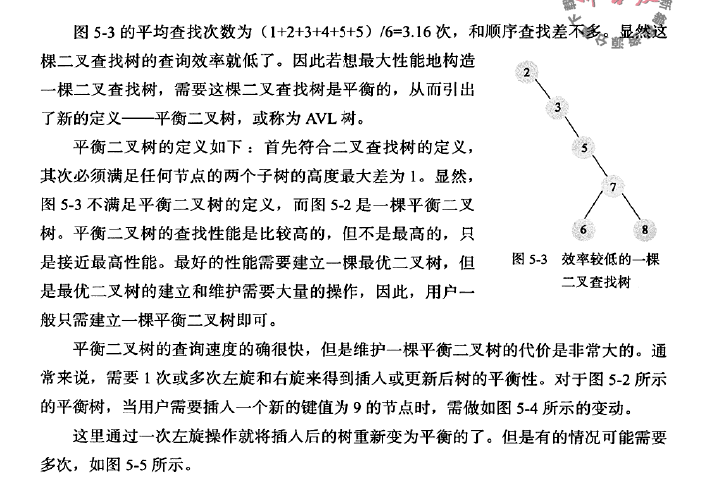 图 5-3 的平均查找次数为（1+2+3+4+5+5）/6=3.16 次，和顺序查找差不多。显然这
棵二叉查找树的查询效率就低了。因此若想最大性能地构造
一棵二叉查找树，需要这棵二叉查找树是平衡的，从而引出
了新的定义——平衡二叉树，或称为 AVL 树。
平衡二叉树的定义如下：首先符合二叉查找树的定义，
其次必须满足任何节点的两个子树的高度最大差为 1。显然，
图 5-3 不满足平衡二叉树的定义，而图 5-2 是一棵平衡二叉
树。平衡二叉树的查找性能是比较高的，但不是最高的，只
是接近最高性能。最好的性能需要建立一棵最优二叉树，但
是最优二叉树的建立和维护需要大量的操作，因此，用户一
般只需建立一棵平衡二叉树即可。
2
3
5
7
6
8
图 5-3 效率较低的一棵
二叉查找树
平衡二叉树的查询速度的确很快，但是维护一棵平衡二叉树的代价是非常大的。通
常来说，需要 1 次或多次左旋和右旋来得到插入或更新后树的平衡性。对于图 5-2 所示
的平衡树，当用户需要插入一个新的键值为 9 的节点时，需做如图 5-4 所示的变动。
这里通过一次左旋操作就将插入后的树重新变为平衡的了。但是有的情况可能需要
多次，如图 5-5 所示。